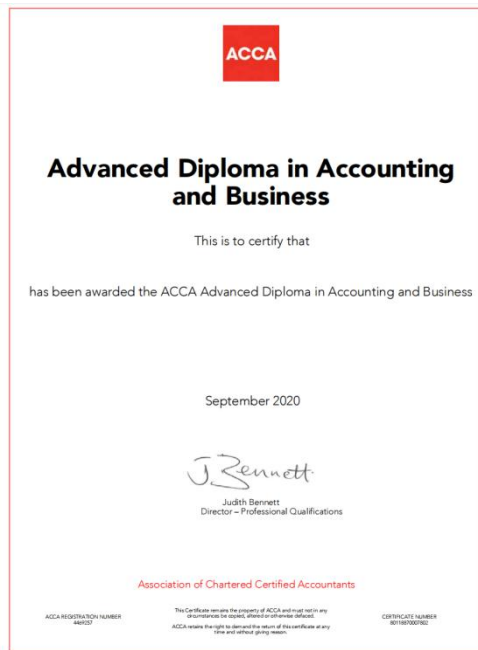 ACCA
Advanced Diploma in Accounting
and Business
This is to certify that
has been awarded the ACCA Advanced Diploma in Accounting and Business
September 2020
J Bennett
Judith Bennett
Director – Professional Qualifications
Association of Chartered Certified Accountants
ACCA REGISTRATION NUMBER
This Certificate remains the property of ACCA and must not in any
circumstances be copied, altered or otherwise defaced.
ACCA retains the right to demand the return of this certificate at any
time and without giving reason.
CERTIFICATE NUMBER